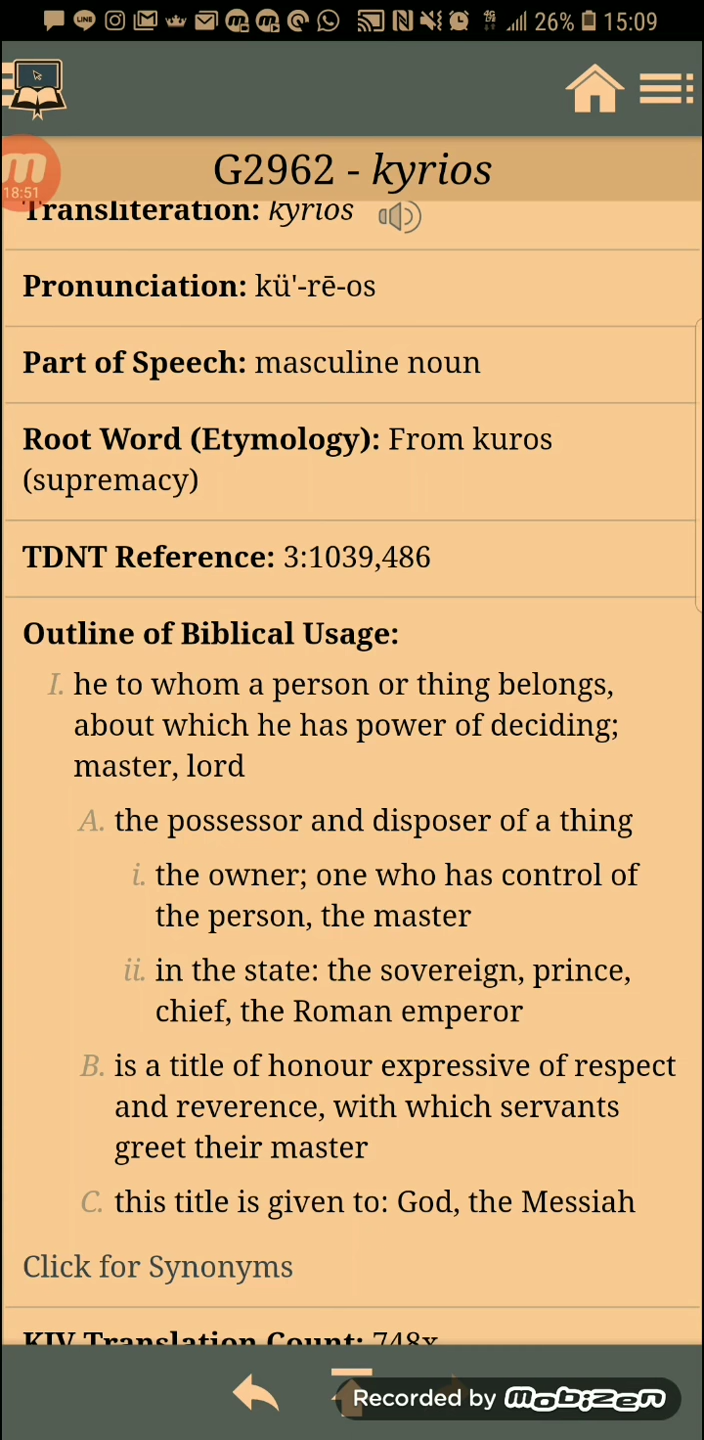 26% 15:09
G2962 - kyrios
18:51
Transliteration: kyrios
Pronunciation: kü'-rē-os
Part of Speech: masculine noun
Root Word (Etymology): From kuros
(supremacy)
TDNT Reference: 3:1039,486
Outline of Biblical Usage:
I. he to whom a person or thing belongs,
about which he has power of deciding;
master, lord
A. the possessor and disposer of a thing
i. the owner; one who has control of
the person, the master
ii. in the state: the sovereign, prince,
chief, the Roman emperor
B. is a title of honour expressive of respect
and reverence, with which servants
greet their master
C. this title is given to: God, the Messiah
Click for Synonyms
KJV Translation Count: 748x
Recorded by mobizen